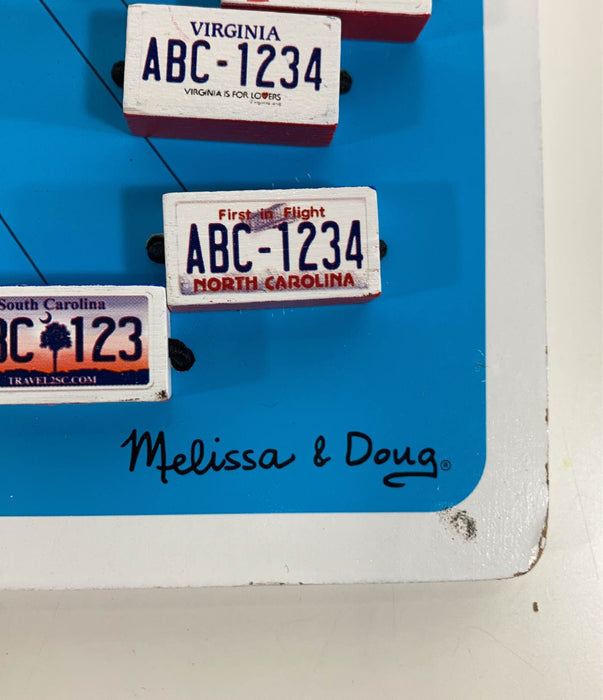 VIRGINIA
ABC-1234
VIRGINIA IS FOR LOVERS
First in Flight
ABC-1234
NORTH CAROLINA
South Carolina
BC 123
TRAVEL2SC.COM
Melissa & Doug®